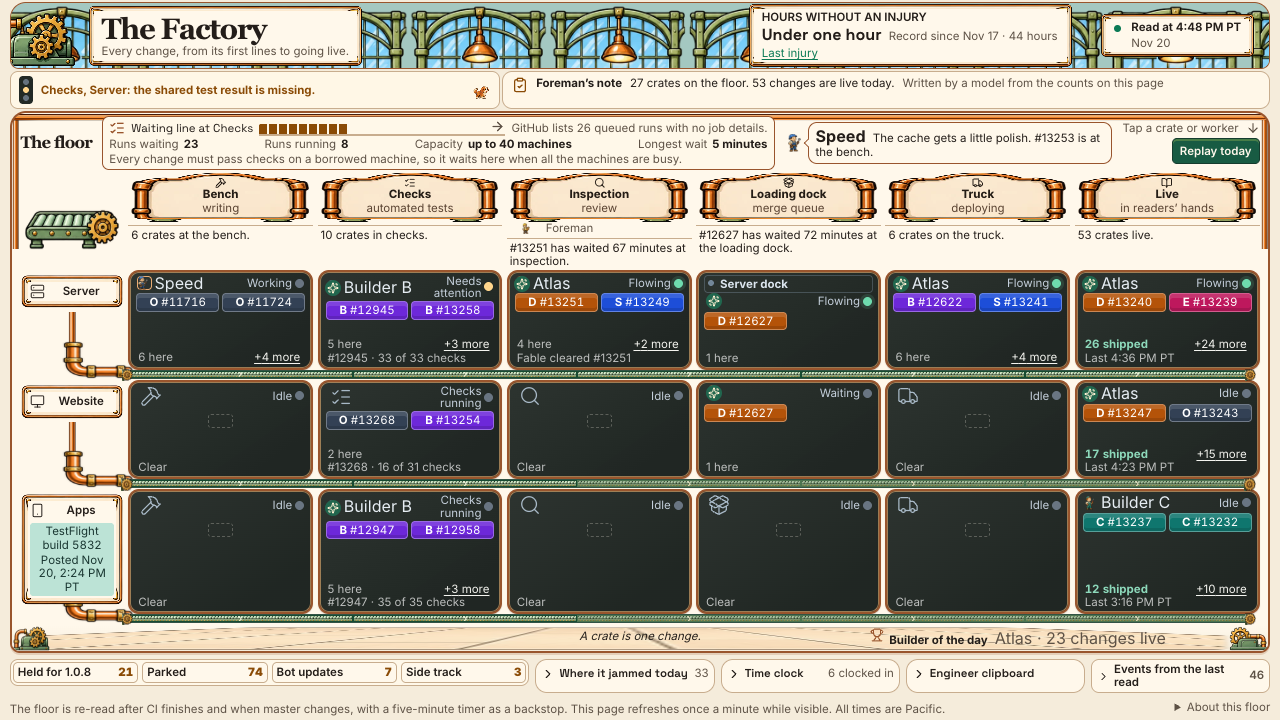 The Factory
Every change, from its first lines to going live.
HOURS WITHOUT AN INJURY
Under one hour Record since Nov 17 · 44 hours
Last injury
Read at 4:48 PM PT
Nov 20
Checks, Server: the shared test result is missing.
Foreman's note 27 crates on the floor. 53 changes are live today. Written by a model from the counts on this page
The floor
Waiting line at Checks
GitHub lists 26 queued runs with no job details.
Runs waiting 23 Runs running 8 Capacity up to 40 machines Longest wait 5 minutes
Every change must pass checks on a borrowed machine, so it waits here when all the machines are busy.
Speed The cache gets a little polish. #13253 is at
the bench.
Tap a crate or worker
Replay today
Bench
writing
6 crates at the bench.
Checks
automated tests
10 crates in checks.
Inspection
review
Foreman
#13251 has waited 67 minutes at
inspection.
Loading dock
merge queue
#12627 has waited 72 minutes at
the loading dock.
Truck
deploying
6 crates on the truck.
Live
in readers' hands
53 crates live.
Server
Speed Working
O #11716 O #11724
6 here +4 more
Builder B Needs
attention
B #12945 B #13258
5 here +3 more
#12945 · 33 of 33 checks
Atlas Flowing
D #13251 S #13249
4 here +2 more
Fable cleared #13251
Server dock
Flowing
D #12627
1 here
Atlas Flowing
B #12622 S #13241
6 here +4 more
Atlas Flowing
D #13240 E #13239
26 shipped +24 more
Last 4:36 PM PT
Website
Idle
Clear
Checks
running
O #13268 B #13254
2 here
#13268 · 16 of 31 checks
Idle
Clear
Waiting
D #12627
1 here
Idle
Clear
Atlas Idle
D #13247 O #13243
17 shipped +15 more
Last 4:23 PM PT
Apps
TestFlight
build 5832
Posted Nov
20, 2:24 PM
PT
Idle
Clear
Builder B Checks
running
B #12947 B #12958
5 here +3 more
#12947 · 35 of 35 checks
Idle
Clear
Idle
Clear
Idle
Clear
Builder C Idle
C #13237 C #13232
12 shipped +10 more
Last 3:16 PM PT
A crate is one change.
Builder of the day Atlas · 23 changes live
Held for 1.0.8 21
Parked 74
Bot updates 7
Side track 3
Where it jammed today 33
Time clock 6 clocked in
Engineer clipboard
Events from the last
read 46
The floor is re-read after CI finishes and when master changes, with a five-minute timer as a backstop. This page refreshes once a minute while visible. All times are Pacific.
About this floor